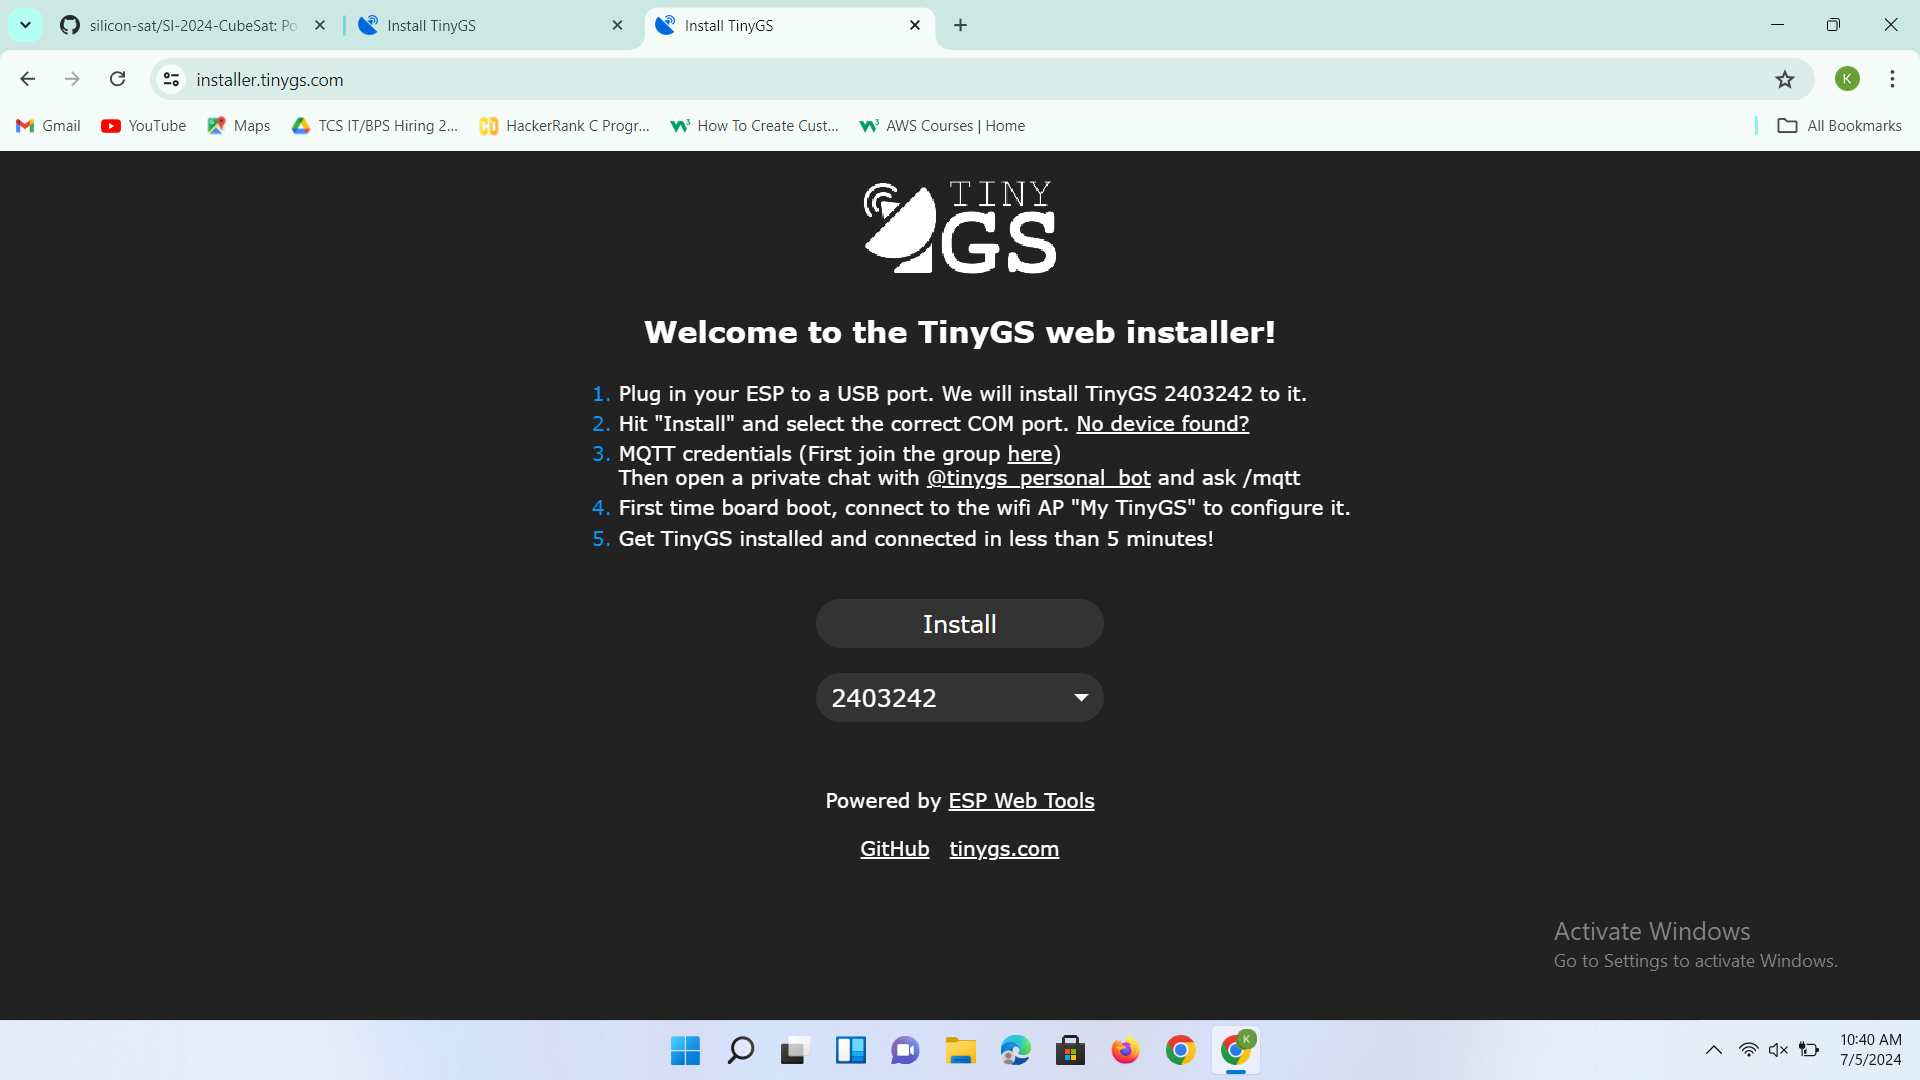 silicon-sat/SI-2024-CubeSat: Po
Install TinyGS
Install TinyGS
installer.tinygs.com
K
Gmail
YouTube
Maps
TCS IT/BPS Hiring 2...
HackerRank C Progr...
How To Create Cust...
AWS Courses | Home
All Bookmarks
TINY
GS
Welcome to the TinyGS web installer!
1. Plug in your ESP to a USB port. We will install TinyGS 2403242 to it.
2. Hit "Install" and select the correct COM port. No device found?
3. MQTT credentials (First join the group here)
Then open a private chat with @tinygs_personal_bot and ask /mqtt
4. First time board boot, connect to the wifi AP "My TinyGS" to configure it.
5. Get TinyGS installed and connected in less than 5 minutes!
Install
2403242
Powered by ESP Web Tools
GitHub tinygs.com
Activate Windows
Go to Settings to activate Windows.
K
10:40 AM
7/5/2024